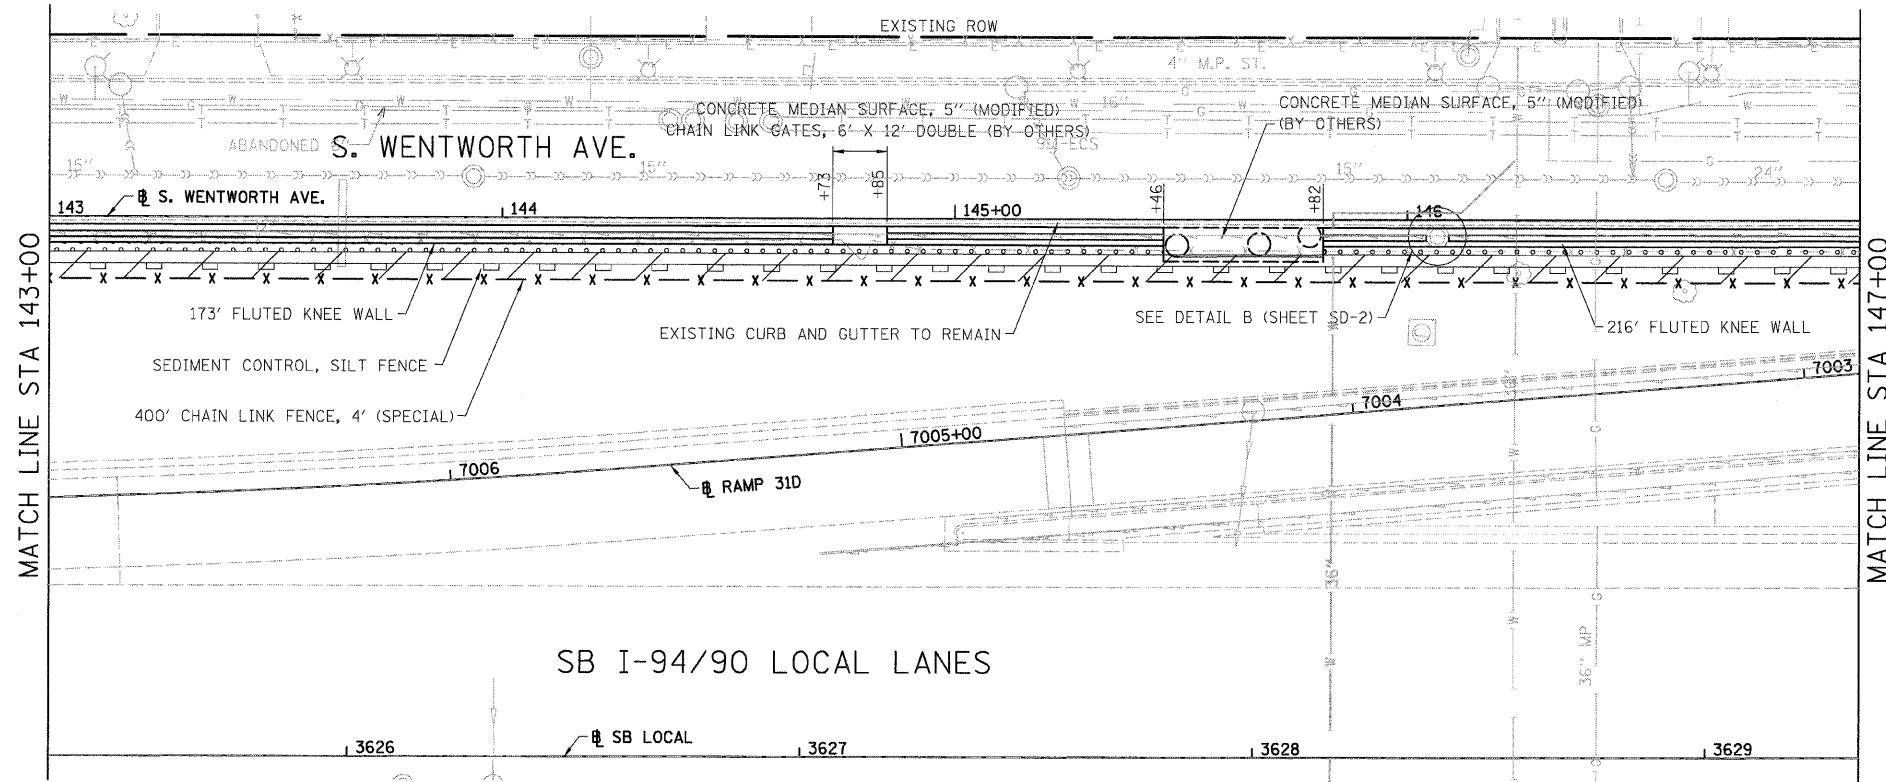 EXISTING ROW
4" M.P. ST.
16"
CONCRETE MEDIAN SURFACE, 5" (MODIFIED)
CHAIN LINK GATES, 6' X 12' DOUBLE (BY OTHERS)
CONCRETE MEDIAN SURFACE, 5" (MODIFIED)
(BY OTHERS)
ABANDONED
S. WENTWORTH AVE.
15"
15"
15"
24"
+73
+85
+46
+82
B S. WENTWORTH AVE.
143
144
145+00
146
173' FLUTED KNEE WALL
SEDIMENT CONTROL, SILT FENCE
400' CHAIN LINK FENCE, 4' (SPECIAL)
EXISTING CURB AND GUTTER TO REMAIN
SEE DETAIL B (SHEET SD-2)
216' FLUTED KNEE WALL
MATCH LINE STA 143+00
MATCH LINE STA 147+00
7003
7004
7005+00
7006
B RAMP 31D
36"
36" MP
SB I-94/90 LOCAL LANES
B SB LOCAL
3626
3627
3628
3629